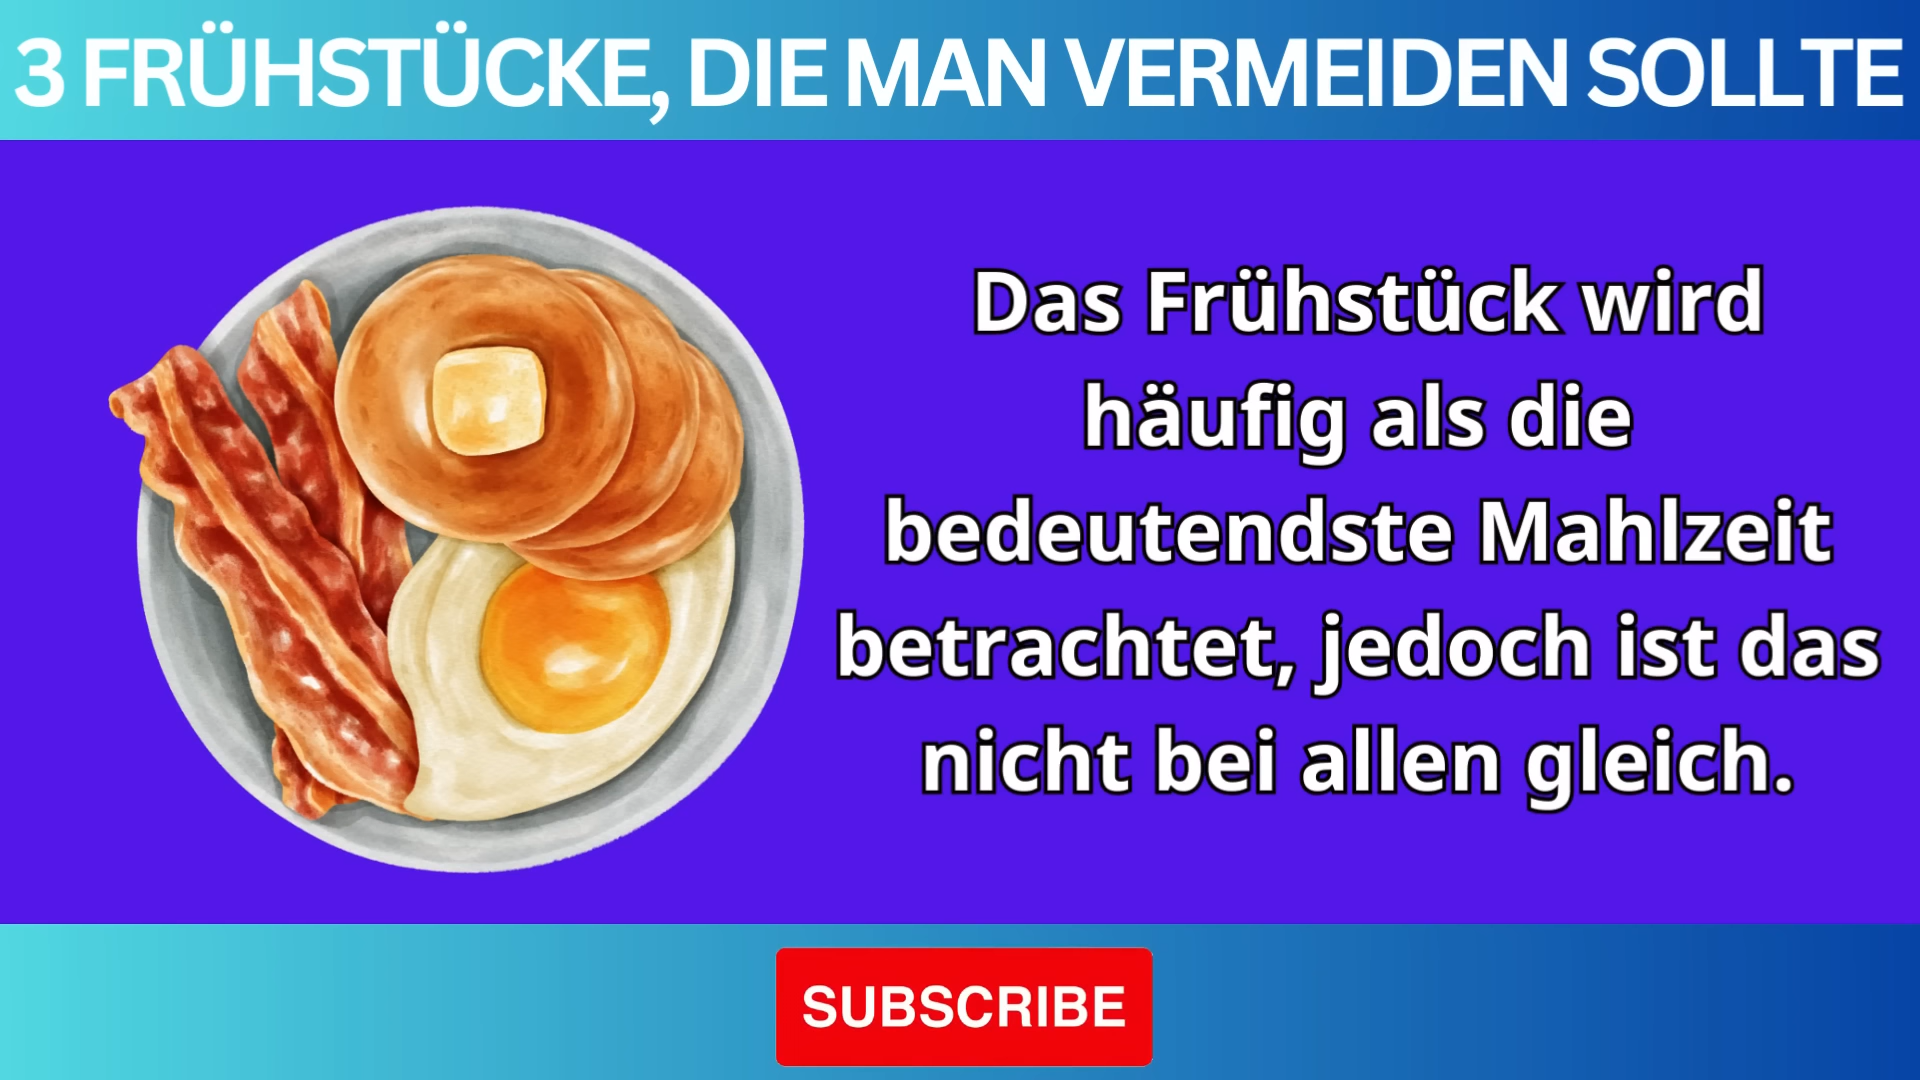 3 FRÜHSTÜCKE, DIE MAN VERMEIDEN SOLLTE
Das Frühstück wird
häufig als die
bedeutendste Mahlzeit
betrachtet, jedoch ist das
nicht bei allen gleich.
SUBSCRIBE